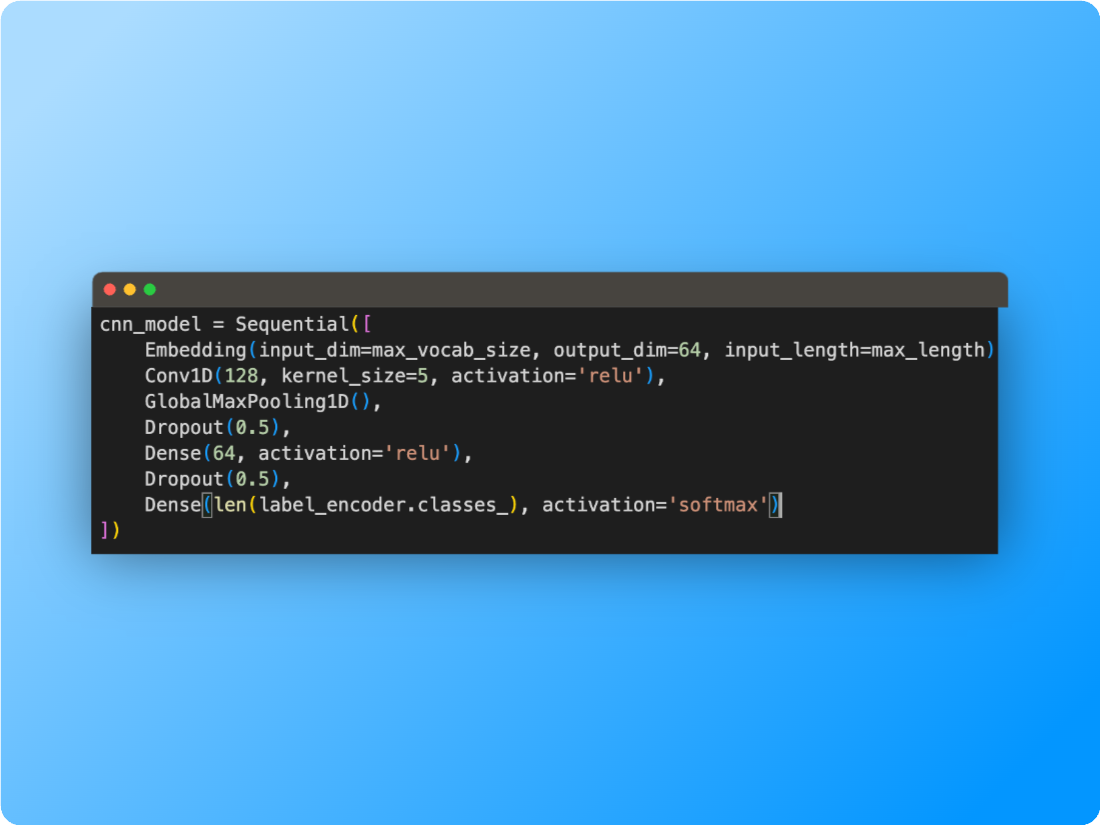 cnn_model = Sequential([
    Embedding(input_dim=max_vocab_size, output_dim=64, input_length=max_length)
    Conv1D(128, kernel_size=5, activation='relu'),
    GlobalMaxPooling1D(),
    Dropout(0.5),
    Dense(64, activation='relu'),
    Dropout(0.5),
    Dense(len(label_encoder.classes_), activation='softmax')
])